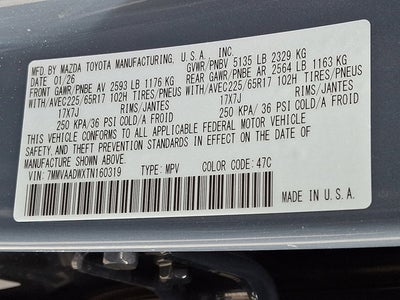 MFD. BY MAZDA TOYOTA MANUFACTURING. U.S.A., INC.
DATE 01/26 GVWR/PNBV 5135 LB 2329 KG
FRONT GAWR/PNBE AV 2593 LB 1176 KG REAR GAWR/PNBE AR 2564 LB 1163 KG
WITH/AVEC225/65R17 102H TIRES/PNEUS WITH/AVEC225/65R17 102H TIRES/PNEUS
17X7J RIMS/JANTES 17X7J RIMS/JANTES
250 KPA/36 PSI COLD/A FROID 250 KPA/ 36 PSI COLD/A FROID
THIS VEHICLE CONFORMS TO ALL APPLICABLE FEDERAL MOTOR VEHICLE
SAFETY, AND THEFT PREVENTION STANDARDS IN EFFECT ON THE DATE OF
MANUFACTURE SHOWN ABOVE.
VIN: 7MMVAADWXTN160319 TYPE: MPV COLOR CODE: 47C
MADE IN U.S.A.